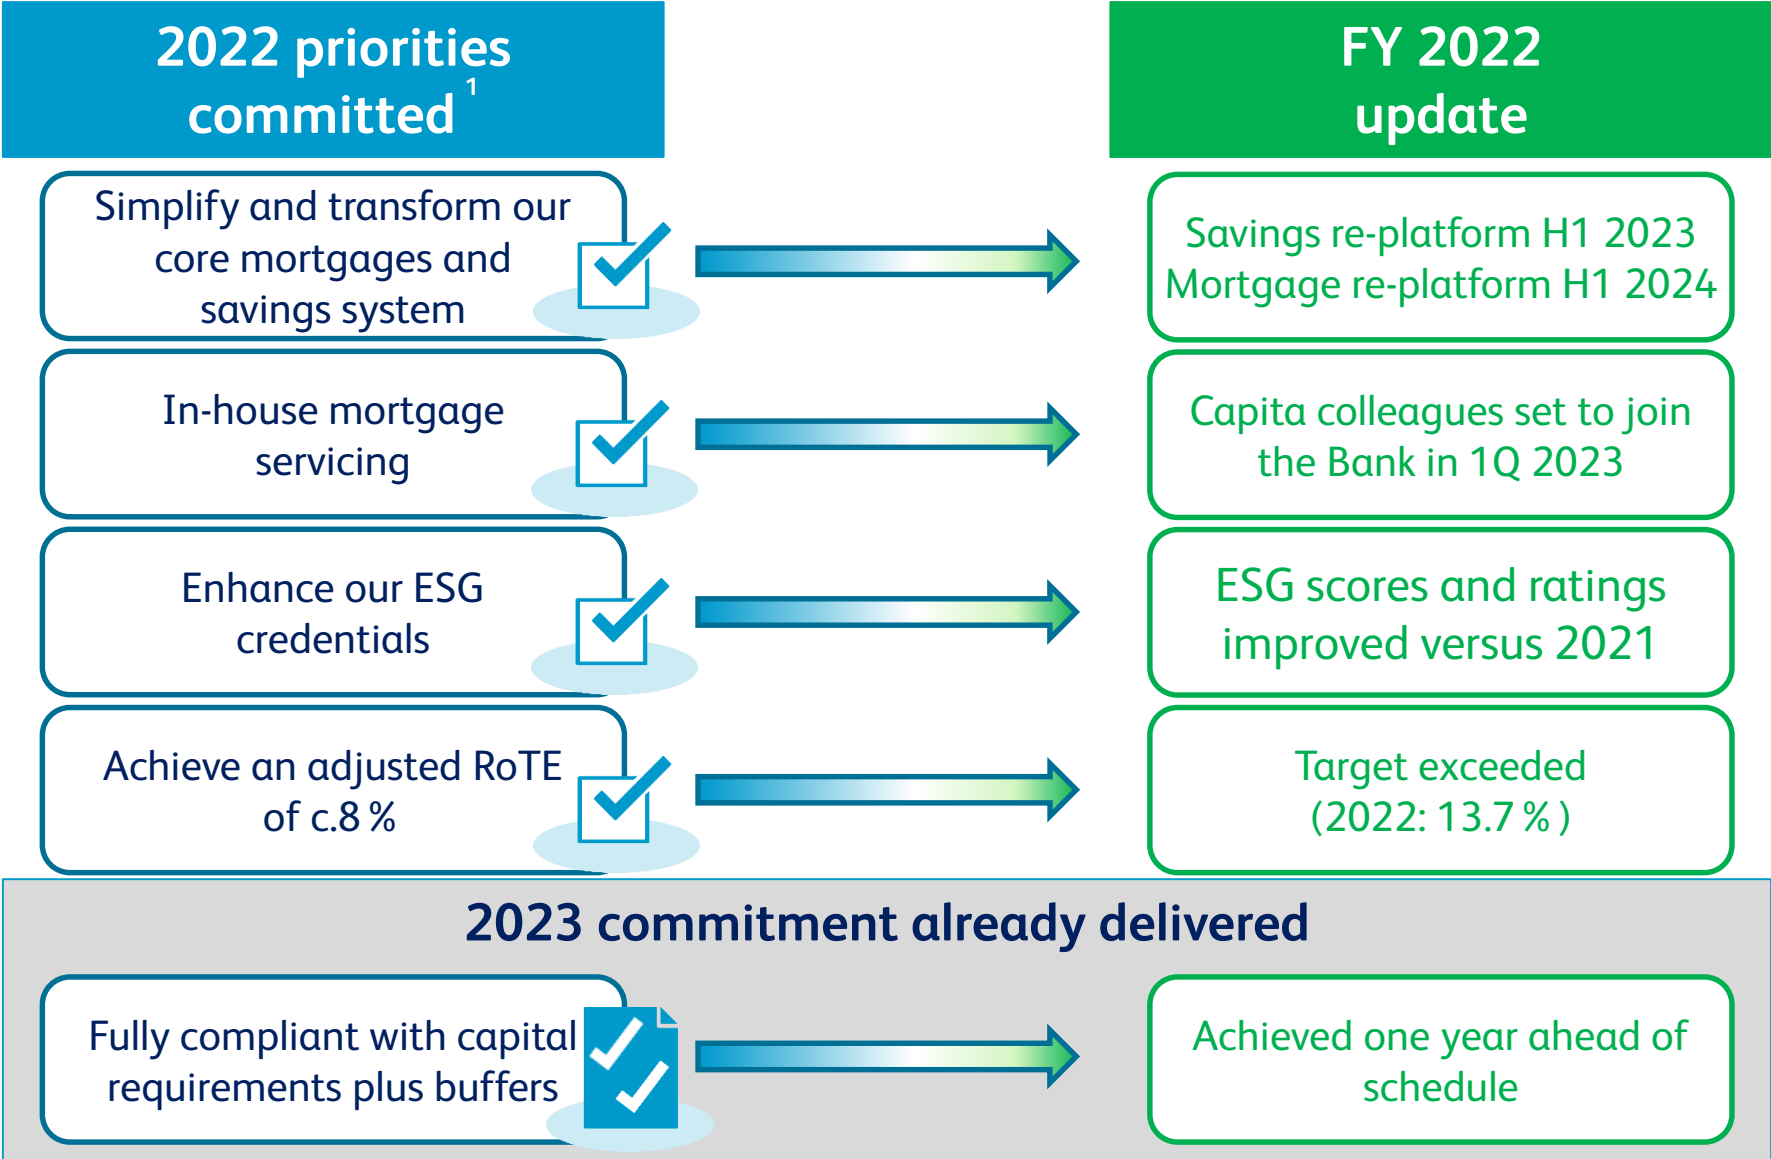 2022 priorities
committed 1
FY 2022
update
Simplify and transform our
core mortgages and
savings system
Savings re-platform H1 2023
Mortgage re-platform H1 2024
In-house mortgage
servicing
Capita colleagues set to join
the Bank in 1Q 2023
Enhance our ESG
credentials
ESG scores and ratings
improved versus 2021
Achieve an adjusted RoTE
of c.8%
Target exceeded
(2022: 13.7%)
2023 commitment already delivered
Fully compliant with capital
requirements plus buffers
Achieved one year ahead of
schedule